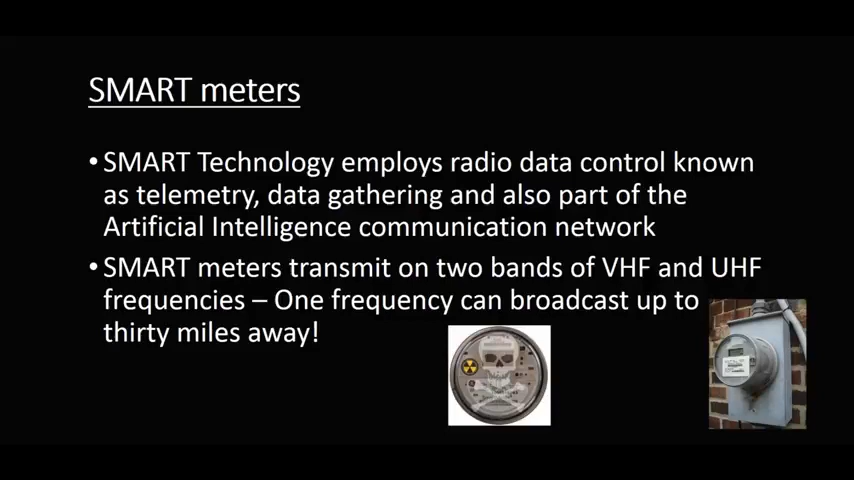 SMART meters
• SMART Technology employs radio data control known
as telemetry, data gathering and also part of the
Artificial Intelligence communication network
• SMART meters transmit on two bands of VHF and UHF
frequencies – One frequency can broadcast up to
thirty miles away!